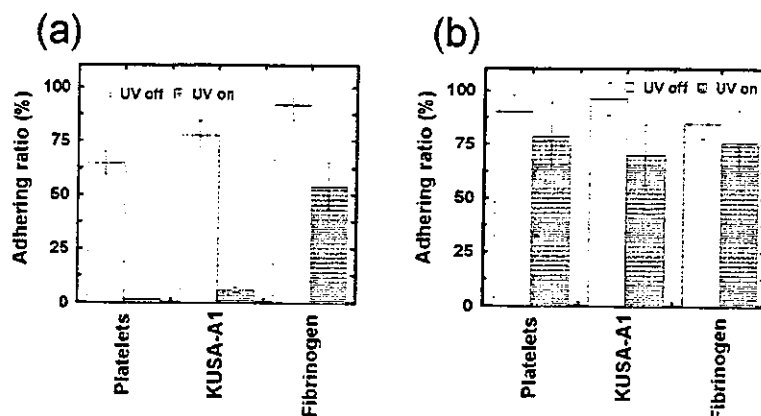 (a)
Adhering ratio (%)
100
75
50
25
0
UV off UV on
Platelets
KUSA-A1
Fibrinogen
(b)
Adhering ratio (%)
100
75
50
25
0
UV off UV on
Platelets
KUSA-A1
Fibrinogen